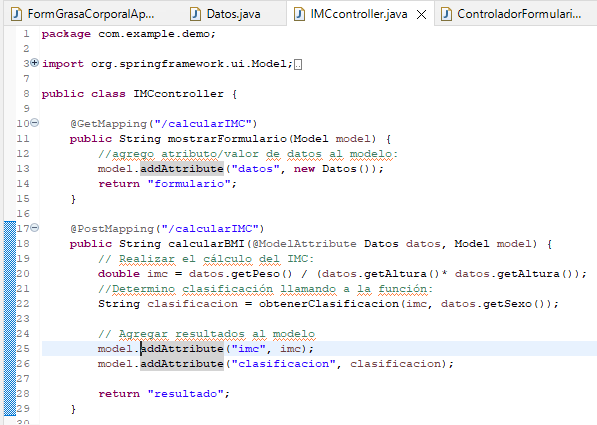 FormGrasaCorporalAp... Datos.java IMCcontroller.java ControladorFormulari...
1 package com.example.demo;
2
3 import org.springframework.ui.Model;
7
8 public class IMCcontroller {
9
10 @GetMapping("/calcularIMC")
11 public String mostrarFormulario(Model model) {
12 //agrego atributo/valor de datos al modelo:
13 model.addAttribute("datos", new Datos());
14 return "formulario";
15 }
16
17 @PostMapping("/calcularIMC")
18 public String calcularBMI(@ModelAttribute Datos datos, Model model) {
19 // Realizar el cálculo del IMC:
20 double imc = datos.getPeso() / (datos.getAltura()* datos.getAltura());
21 //Determino clasificación llamando a la función:
22 String clasificacion = obtenerClasificacion(imc, datos.getSexo());
23
24 // Agregar resultados al modelo
25 model.addAttribute("imc", imc);
26 model.addAttribute("clasificacion", clasificacion);
27
28 return "resultado";
29 }
30